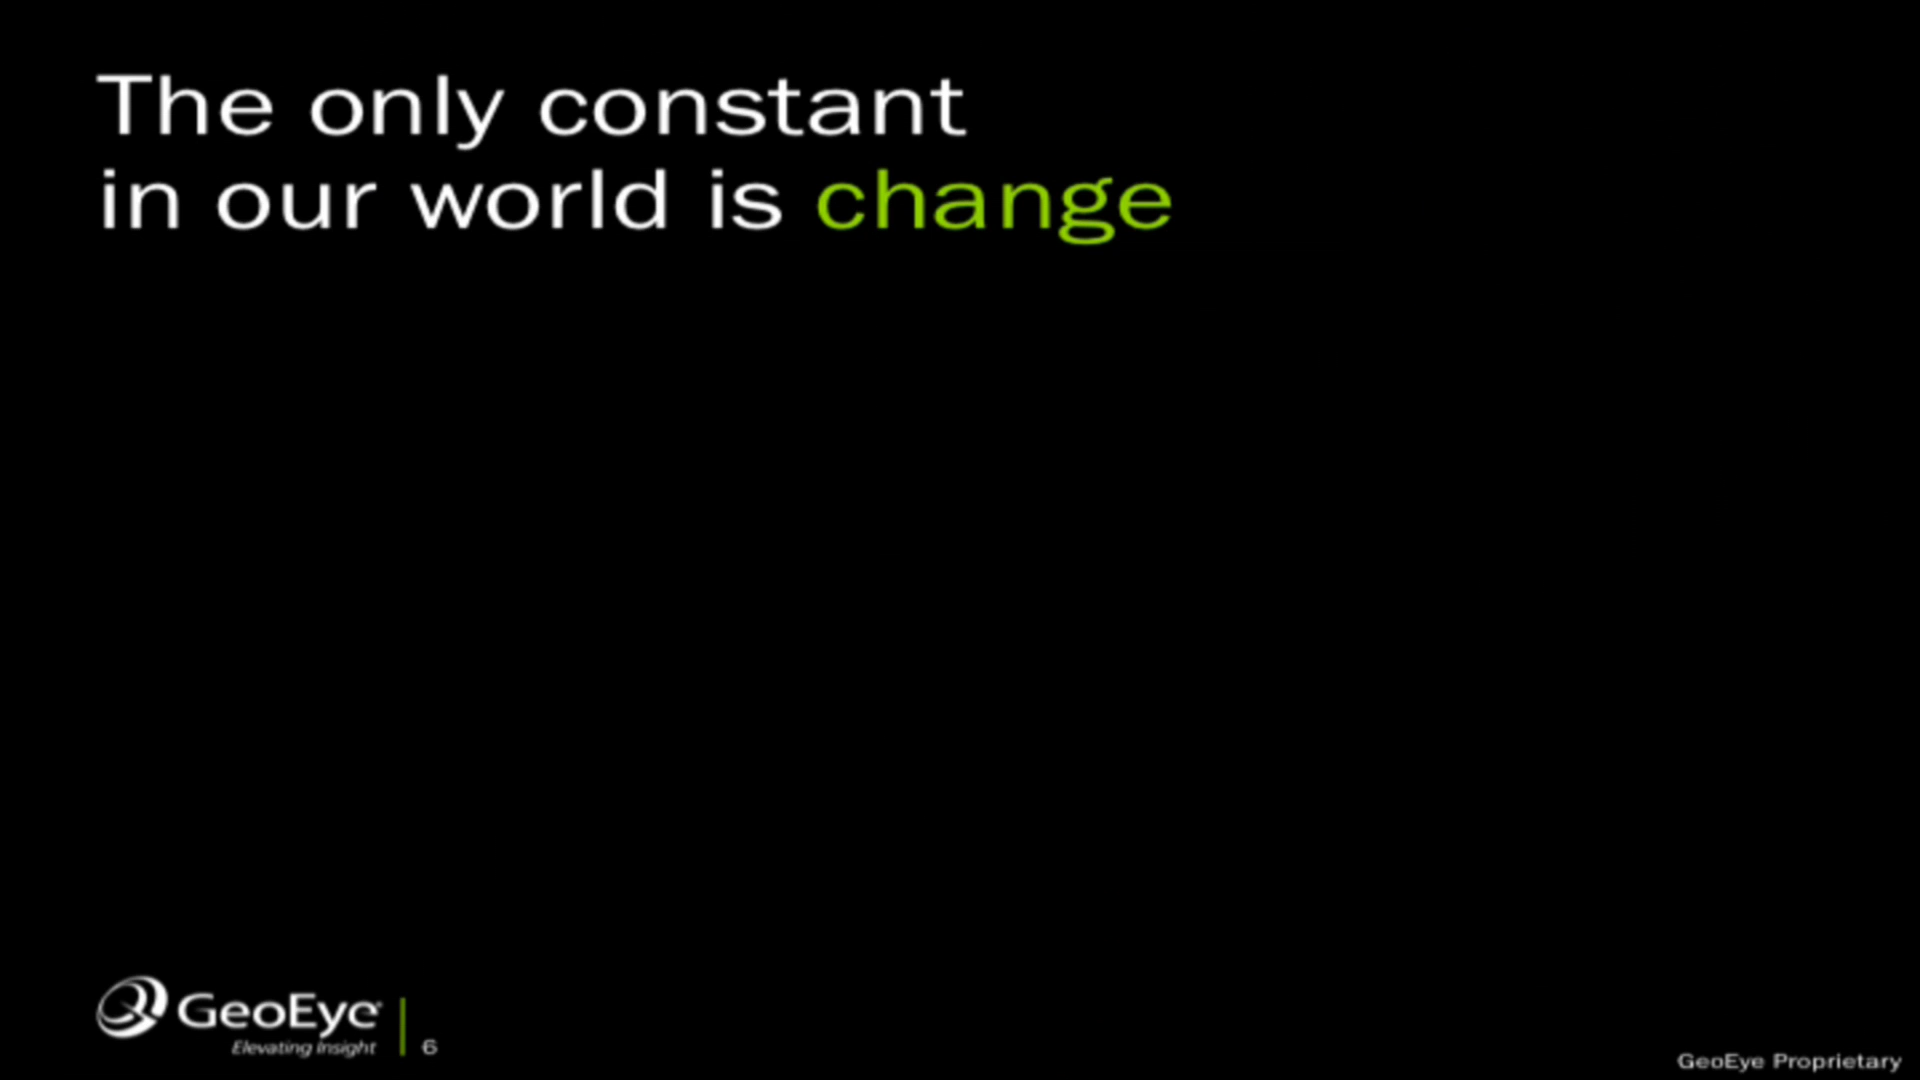 The only constant
in our world is change
GeoEye®
Elevating Insight
6
GeoEye Proprietary